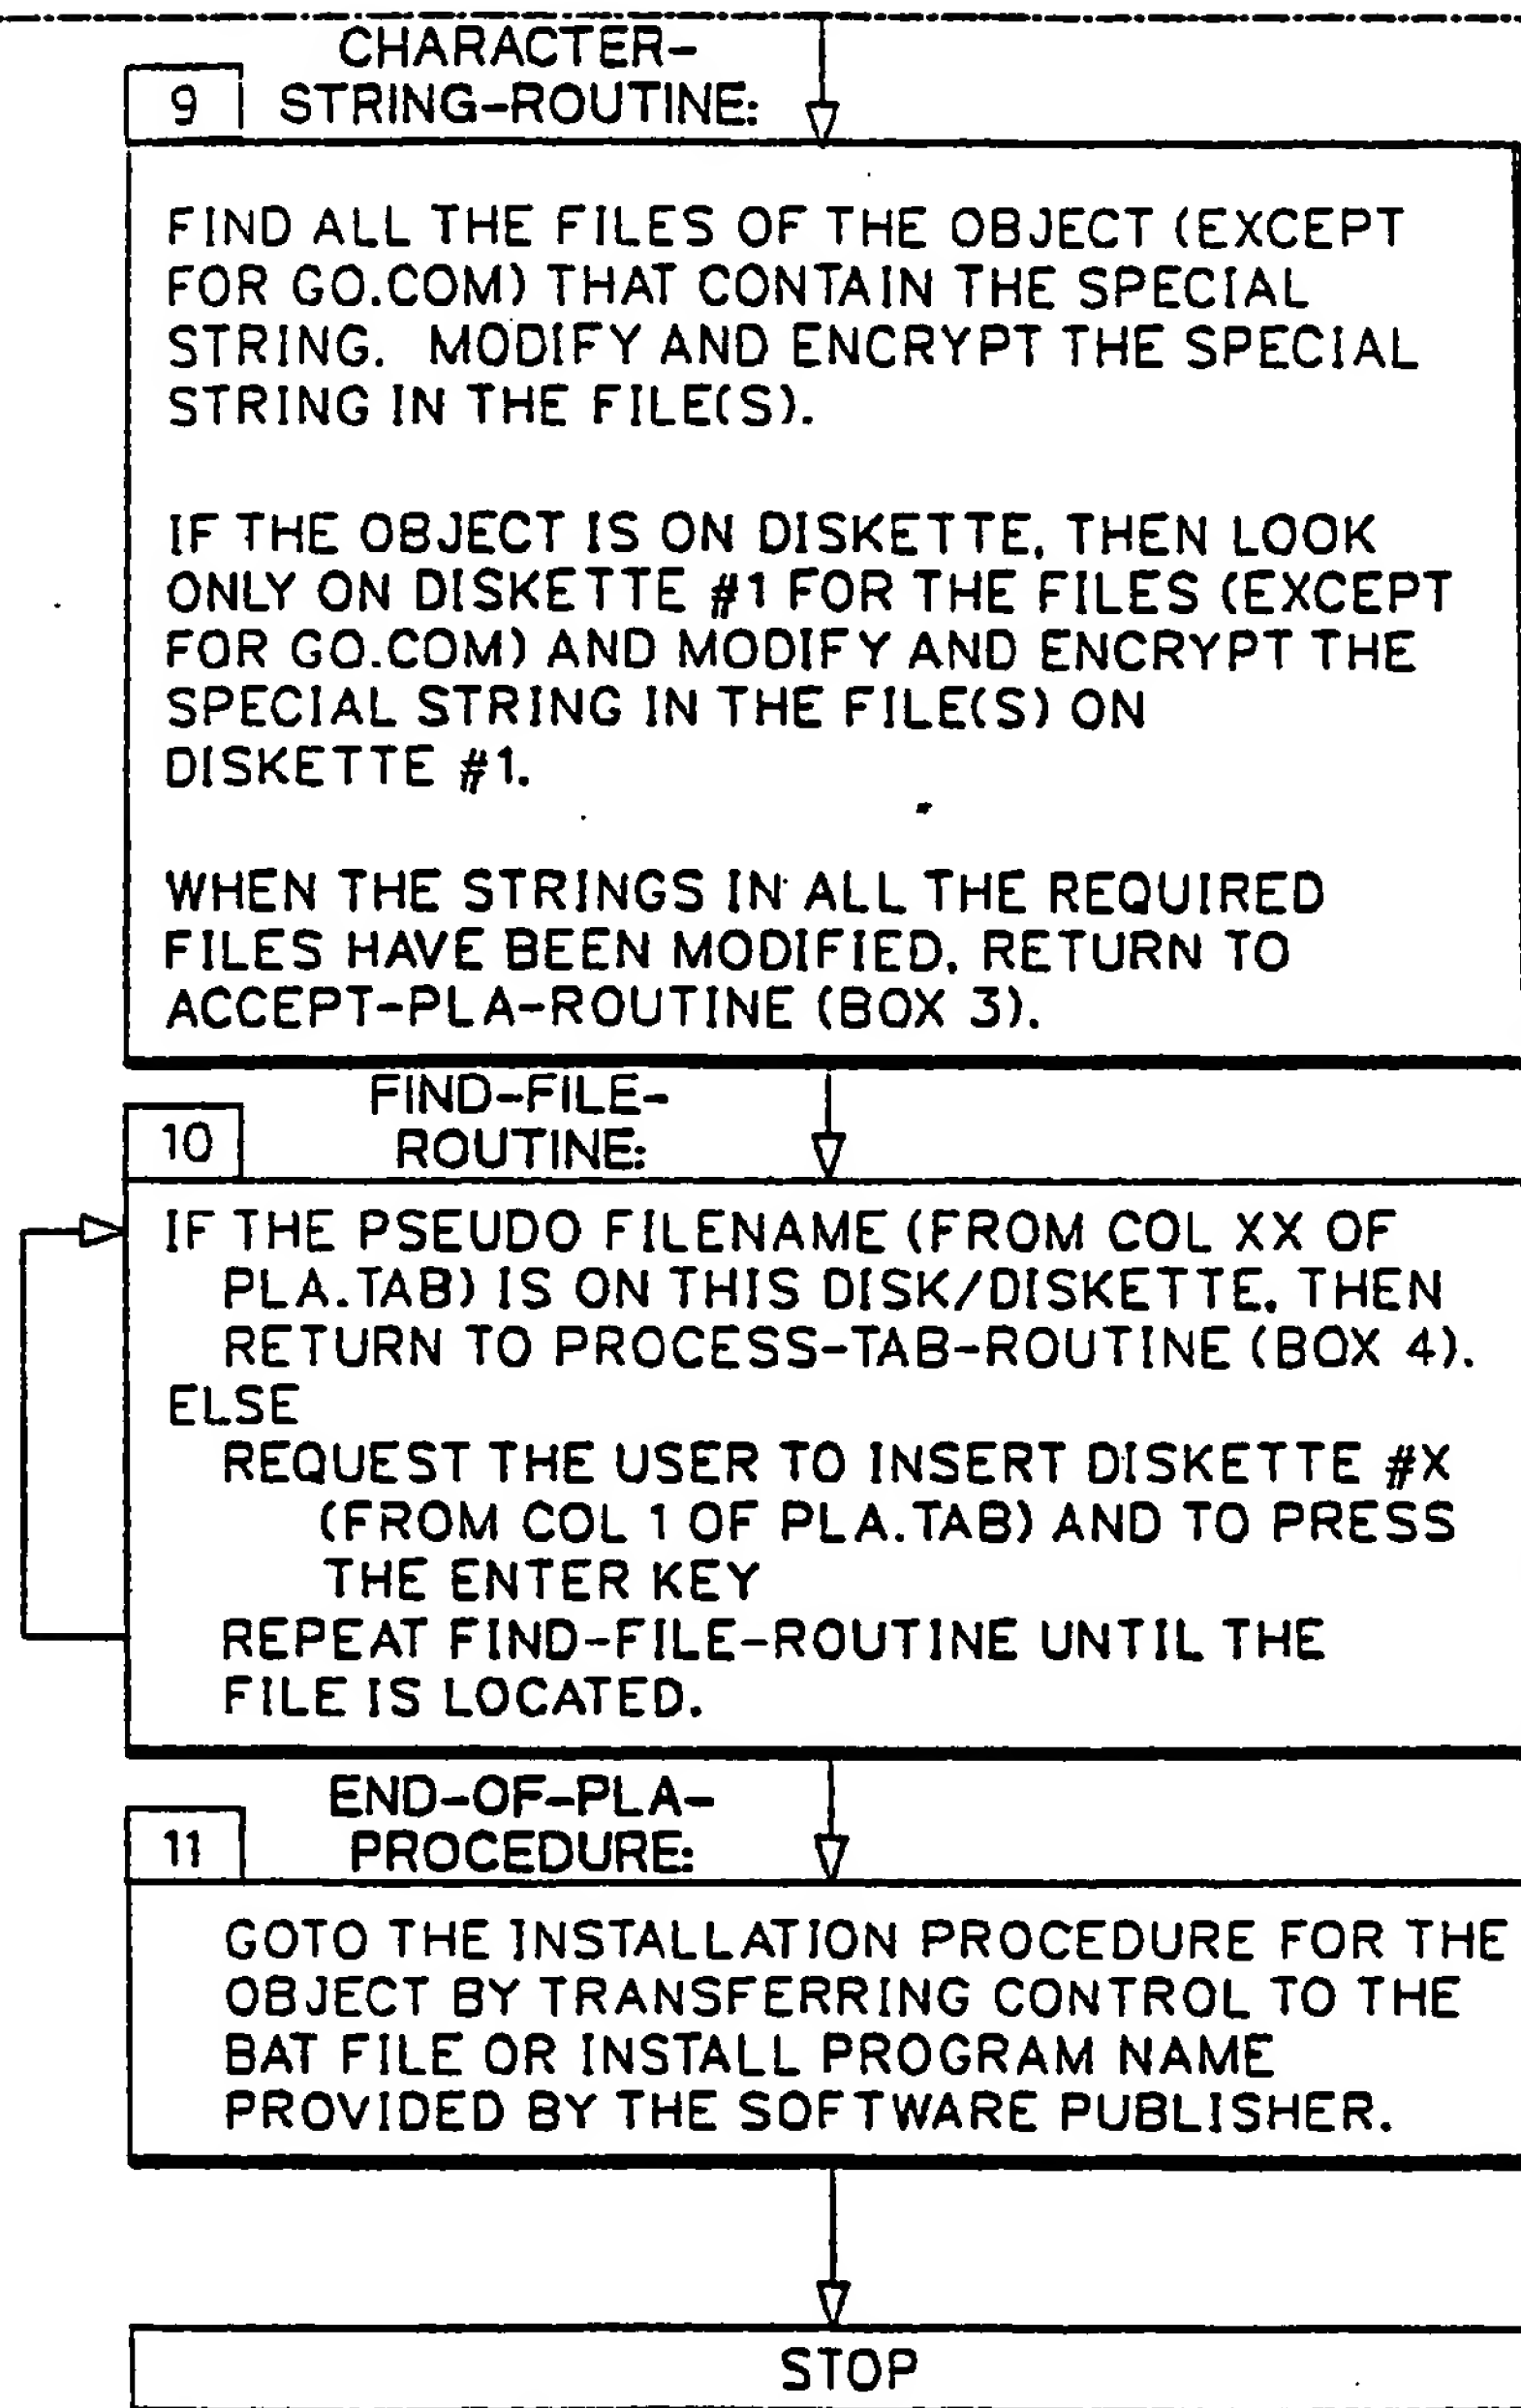 CHARACTER-
9 STRING-ROUTINE:
FIND ALL THE FILES OF THE OBJECT (EXCEPT
FOR GO.COM) THAT CONTAIN THE SPECIAL
STRING. MODIFY AND ENCRYPT THE SPECIAL
STRING IN THE FILE(S).
IF THE OBJECT IS ON DISKETTE, THEN LOOK
ONLY ON DISKETTE #1 FOR THE FILES (EXCEPT
FOR GO.COM) AND MODIFY AND ENCRYPT THE
SPECIAL STRING IN THE FILE(S) ON
DISKETTE #1.
WHEN THE STRINGS IN ALL THE REQUIRED
FILES HAVE BEEN MODIFIED, RETURN TO
ACCEPT-PLA-ROUTINE (BOX 3).
FIND-FILE-
10 ROUTINE:
IF THE PSEUDO FILENAME (FROM COL XX OF
PLA.TAB) IS ON THIS DISK/DISKETTE, THEN
RETURN TO PROCESS-TAB-ROUTINE (BOX 4).
ELSE
REQUEST THE USER TO INSERT DISKETTE #X
(FROM COL 1 OF PLA.TAB) AND TO PRESS
THE ENTER KEY
REPEAT FIND-FILE-ROUTINE UNTIL THE
FILE IS LOCATED.
END-OF-PLA-
11 PROCEDURE:
GOTO THE INSTALLATION PROCEDURE FOR THE
OBJECT BY TRANSFERRING CONTROL TO THE
BAT FILE OR INSTALL PROGRAM NAME
PROVIDED BY THE SOFTWARE PUBLISHER.
STOP